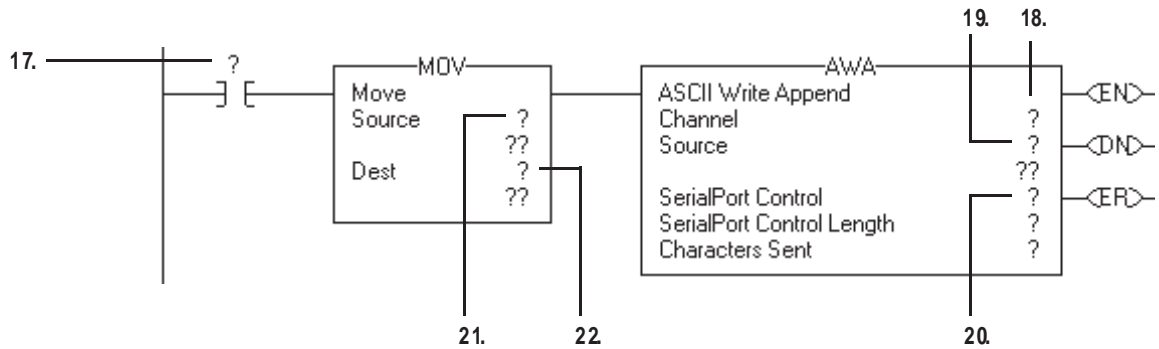 19. 18.
17. ?
MOV
Move
Source ?
??
Dest ?
??
AWA
ASCII Write Append
Channel ?
Source ?
??
SerialPort Control ?
SerialPort Control Length ?
Characters Sent ?
EN
DN
ER
21. 22. 20.